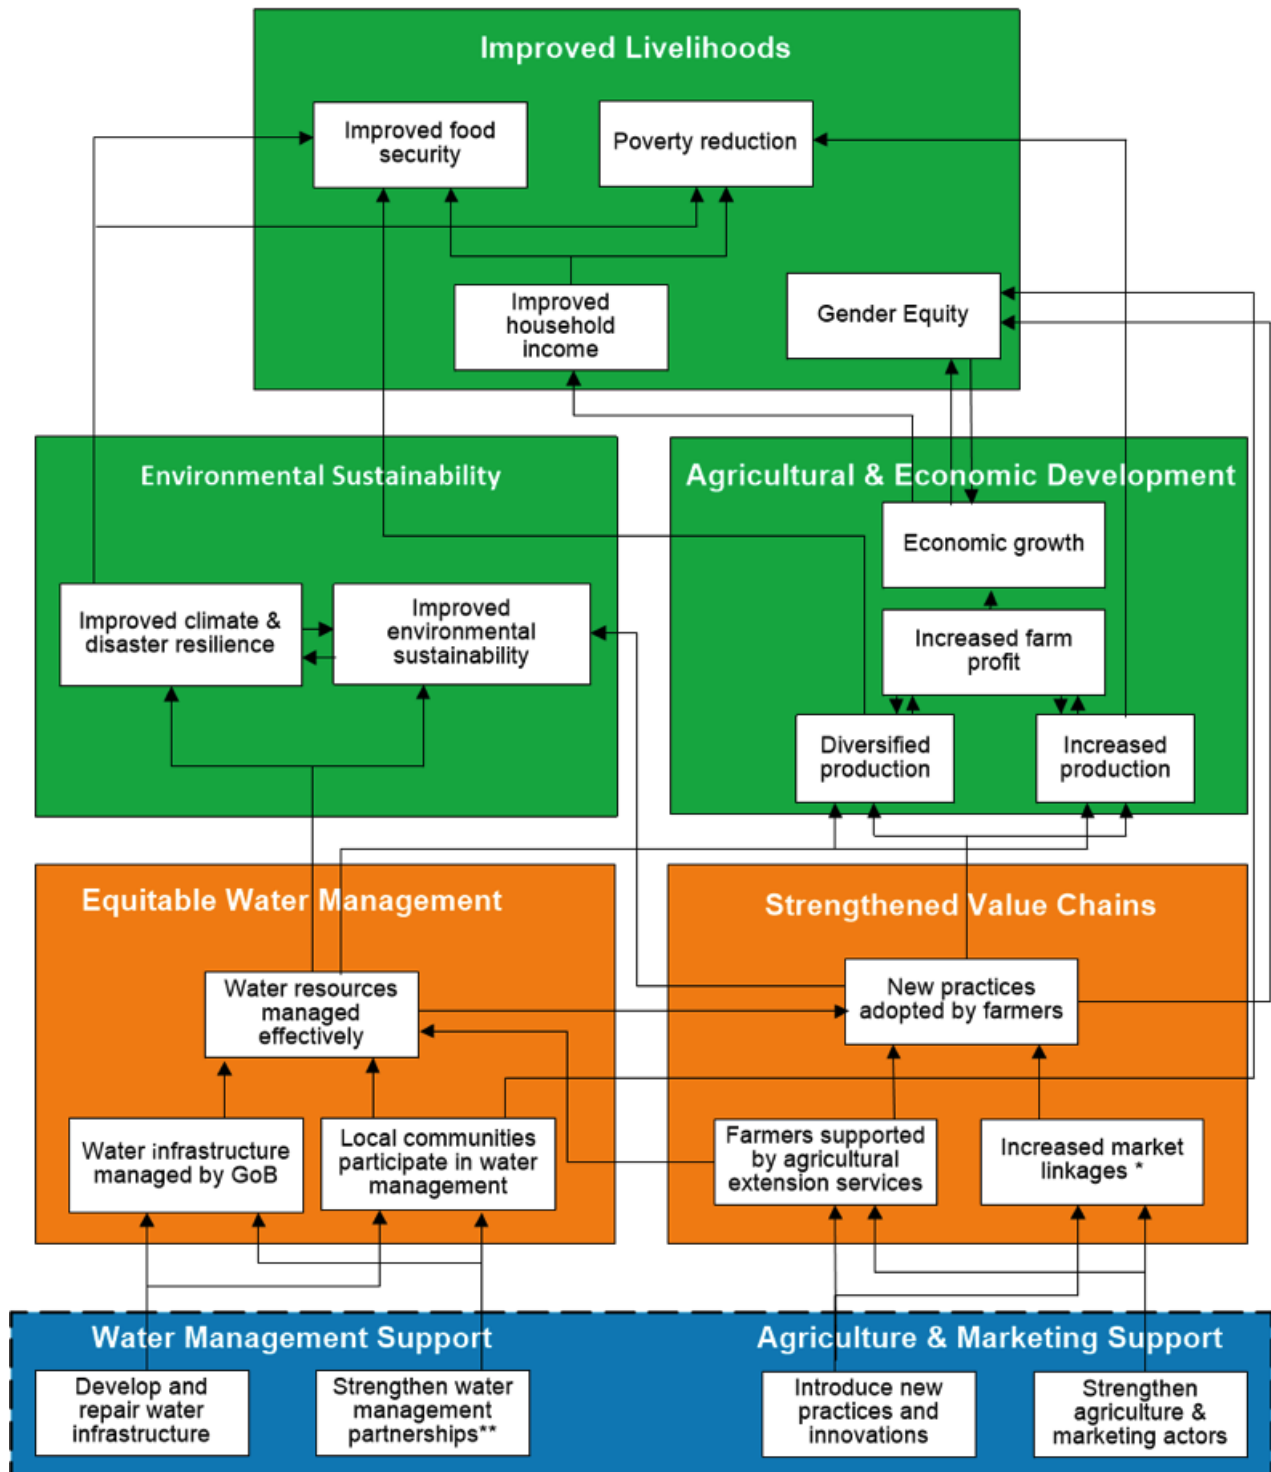 Improved Livelihoods
Improved food
security
Poverty reduction
Improved
household
income
Gender Equity
Environmental Sustainability
Agricultural & Economic Development
Economic growth
Improved climate &
disaster resilience
Improved
environmental
sustainability
Increased farm
profit
Diversified
production
Increased
production
Equitable Water Management
Strengthened Value Chains
Water resources
managed
effectively
New practices
adopted by farmers
Water infrastructure
managed by GoB
Local communities
participate in water
management
Farmers supported
by agricultural
extension services
Increased market
linkages *
Water Management Support
Agriculture & Marketing Support
Develop and
repair water
infrastructure
Strengthen water
management
partnerships**
Introduce new
practices and
innovations
Strengthen
agriculture &
marketing actors